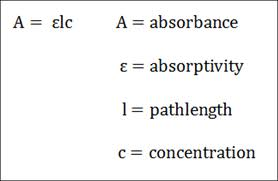 A = εlc A = absorbance
ε = absorptivity
l = pathlength
c = concentration